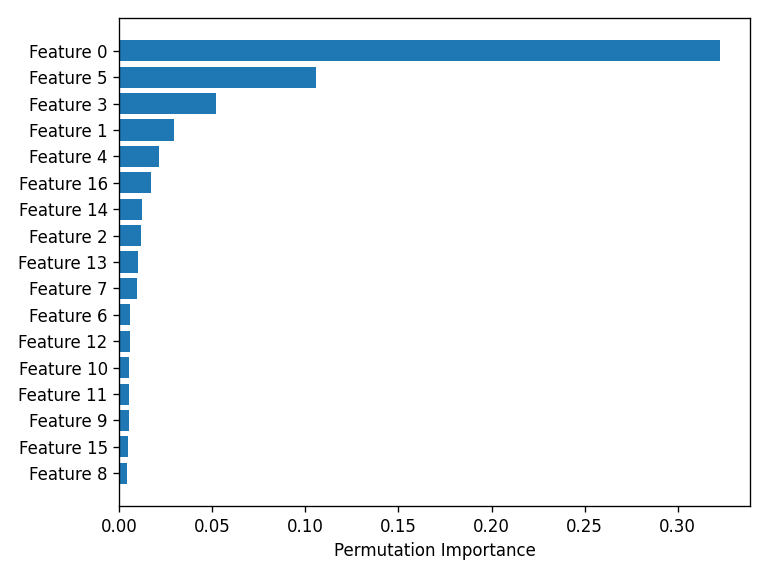 Feature 0
Feature 5
Feature 3
Feature 1
Feature 4
Feature 16
Feature 14
Feature 2
Feature 13
Feature 7
Feature 6
Feature 12
Feature 10
Feature 11
Feature 9
Feature 15
Feature 8
0.00 0.05 0.10 0.15 0.20 0.25 0.30
Permutation Importance